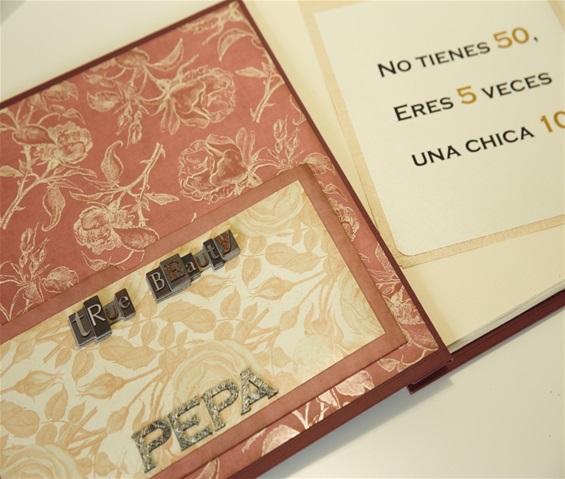 tRue BEauty
PEPA
No tienes 50,
Eres 5 veces
una chica 10